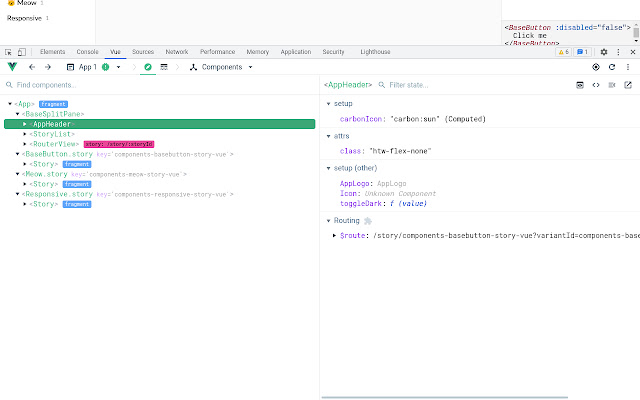 😼 Meow 1
Responsive 1
<BaseButton :disabled="false">
Click me
</BaseButton>
Elements Console Vue Sources Network Performance Memory Application Security Lighthouse 6 1
App 1 Components
Find components...
<App> fragment
<BaseSplitPane>
<AppHeader>
<StoryList>
<RouterView> story: /story/:storyId
<BaseButton.story key='components-basebutton-story-vue'>
<Story> fragment
<Meow.story key='components-meow-story-vue'>
<Story> fragment
<Responsive.story key='components-responsive-story-vue'>
<Story> fragment
<AppHeader> Filter state...
setup
carbonIcon: "carbon:sun" (Computed)
attrs
class: "htw-flex-none"
setup (other)
AppLogo: AppLogo
Icon: Unknown Component
toggleDark: f (value)
Routing
$route: /story/components-basebutton-story-vue?variantId=components-base